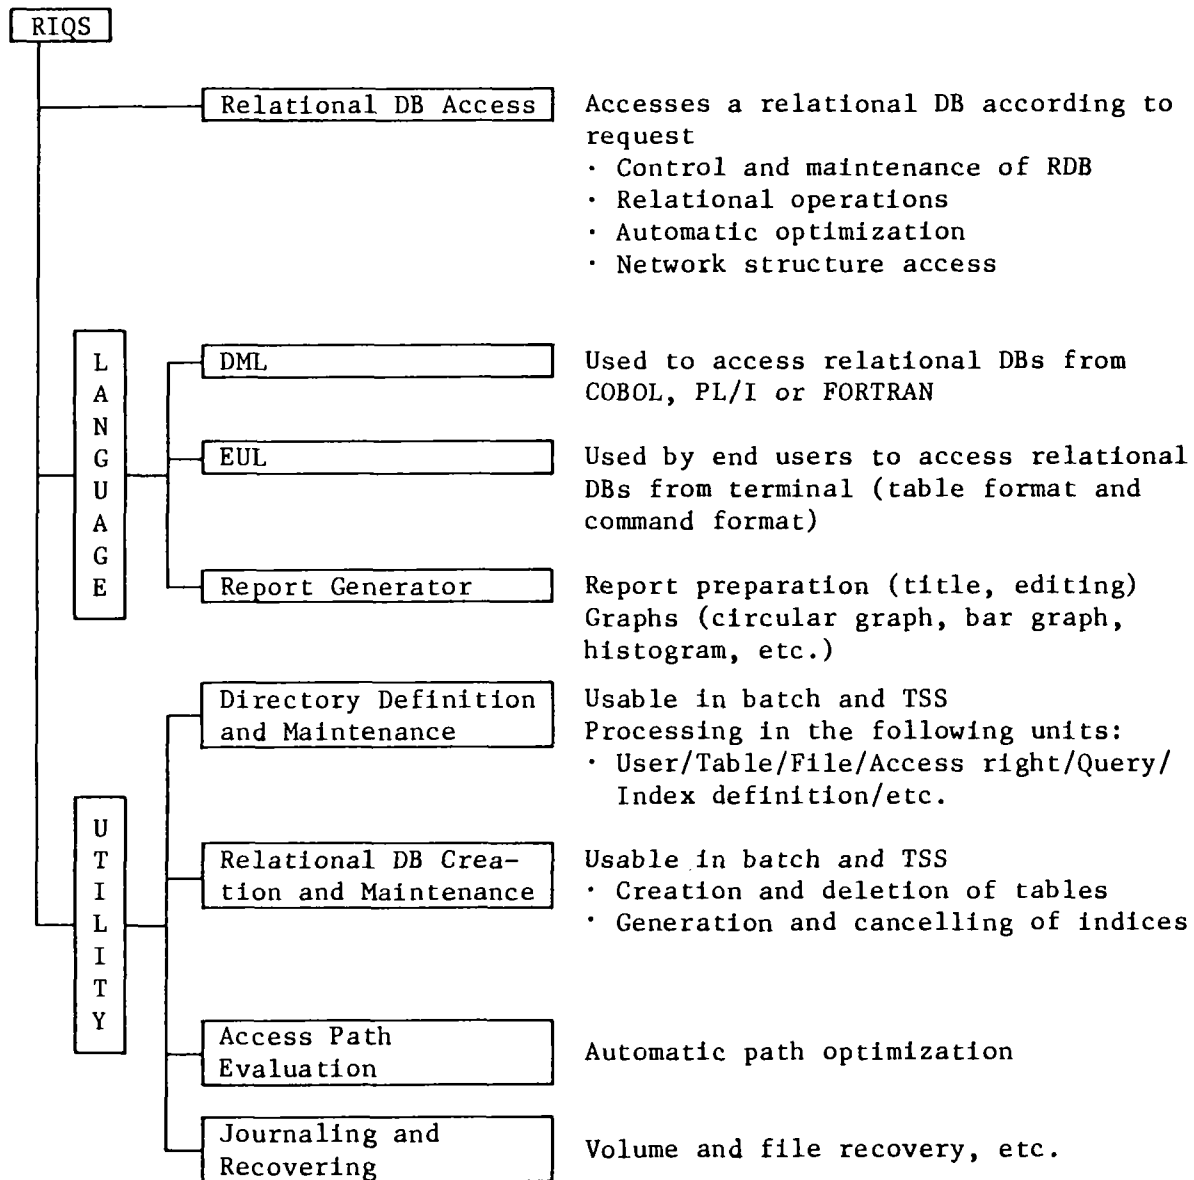 RIQS
Relational DB Access
Accesses a relational DB according to
request
· Control and maintenance of RDB
· Relational operations
· Automatic optimization
· Network structure access
LANGUAGE
DML
Used to access relational DBs from
COBOL, PL/I or FORTRAN
EUL
Used by end users to access relational
DBs from terminal (table format and
command format)
Report Generator
Report preparation (title, editing)
Graphs (circular graph, bar graph,
histogram, etc.)
UTILITY
Directory Definition
and Maintenance
Usable in batch and TSS
Processing in the following units:
· User/Table/File/Access right/Query/
Index definition/etc.
Relational DB Crea-
tion and Maintenance
Usable in batch and TSS
· Creation and deletion of tables
· Generation and cancelling of indices
Access Path
Evaluation
Automatic path optimization
Journaling and
Recovering
Volume and file recovery, etc.